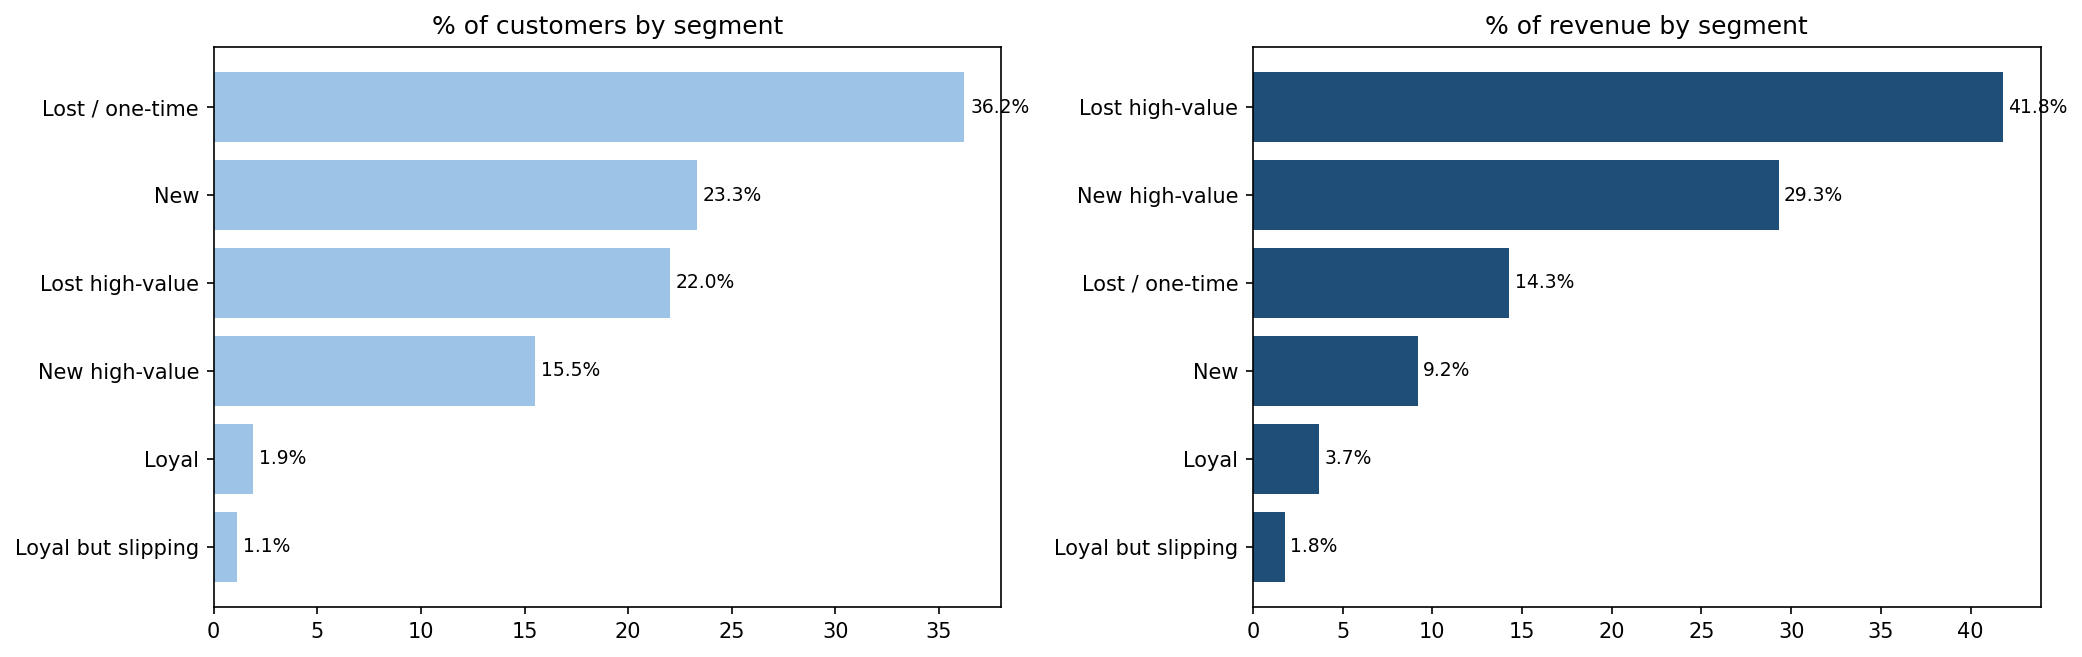 % of customers by segment
Lost / one-time 36.2%
New 23.3%
Lost high-value 22.0%
New high-value 15.5%
Loyal 1.9%
Loyal but slipping 1.1%
0 5 10 15 20 25 30 35
% of revenue by segment
Lost high-value 41.8%
New high-value 29.3%
Lost / one-time 14.3%
New 9.2%
Loyal 3.7%
Loyal but slipping 1.8%
0 5 10 15 20 25 30 35 40